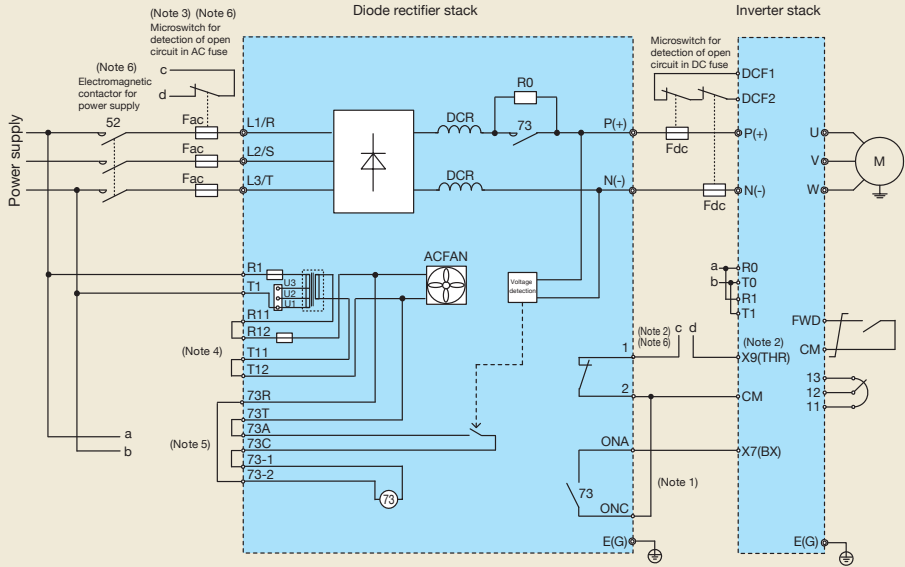 Diode rectifier stack
Inverter stack
(Note 3) (Note 6)
Microswitch for
detection of open
circuit in AC fuse
c
d
(Note 6)
Electromagnetic
contactor for
power supply
52
Microswitch for
detection of open
circuit in DC fuse
DCF1
DCF2
Power supply
Fac
Fac
Fac
L1/R
L2/S
L3/T
DCR
DCR
R0
73
P(+)
N(-)
Fdc
Fdc
P(+)
N(-)
U
V
W
M
R1
T1
U3
U2
U1
R11
R12
T11
T12
(Note 4)
ACFAN
Voltage
detection
73R
73T
73A
73C
73-1
73-2
(Note 5)
73
a
b
1
2
(Note 2)
(Note 6)
c
d
ONA
73
ONC
(Note 1)
E(G)
a
b
R0
T0
R1
T1
(Note 2)
X9(THR)
CM
X7(BX)
FWD
CM
13
12
11
E(G)